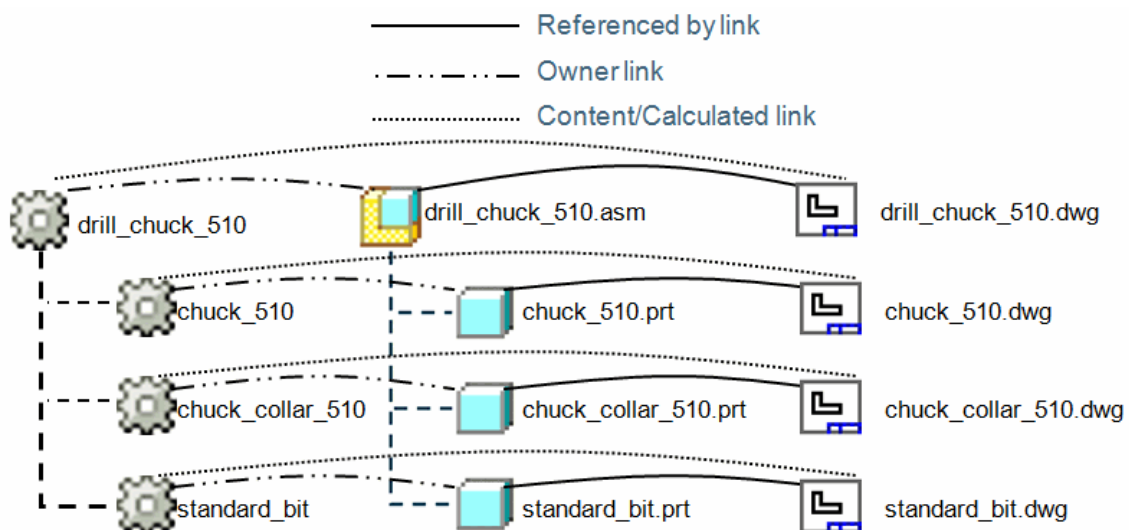 Referenced by link
Owner link
Content/Calculated link
drill_chuck_510 drill_chuck_510.asm drill_chuck_510.dwg
chuck_510 chuck_510.prt chuck_510.dwg
chuck_collar_510 chuck_collar_510.prt chuck_collar_510.dwg
standard_bit standard_bit.prt standard_bit.dwg